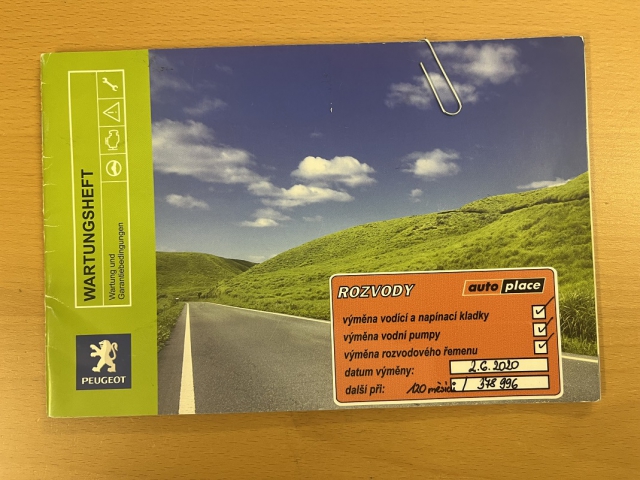 WARTUNGSHEFT
Wartung und
Garantiebedingungen
PEUGEOT
ROZVODY
auto place
výměna vodící a napínací kladky
výměna vodní pumpy
výměna rozvodového řemenu
datum výměny: 2.6.2020
další při: 120 měsíců / 378 996